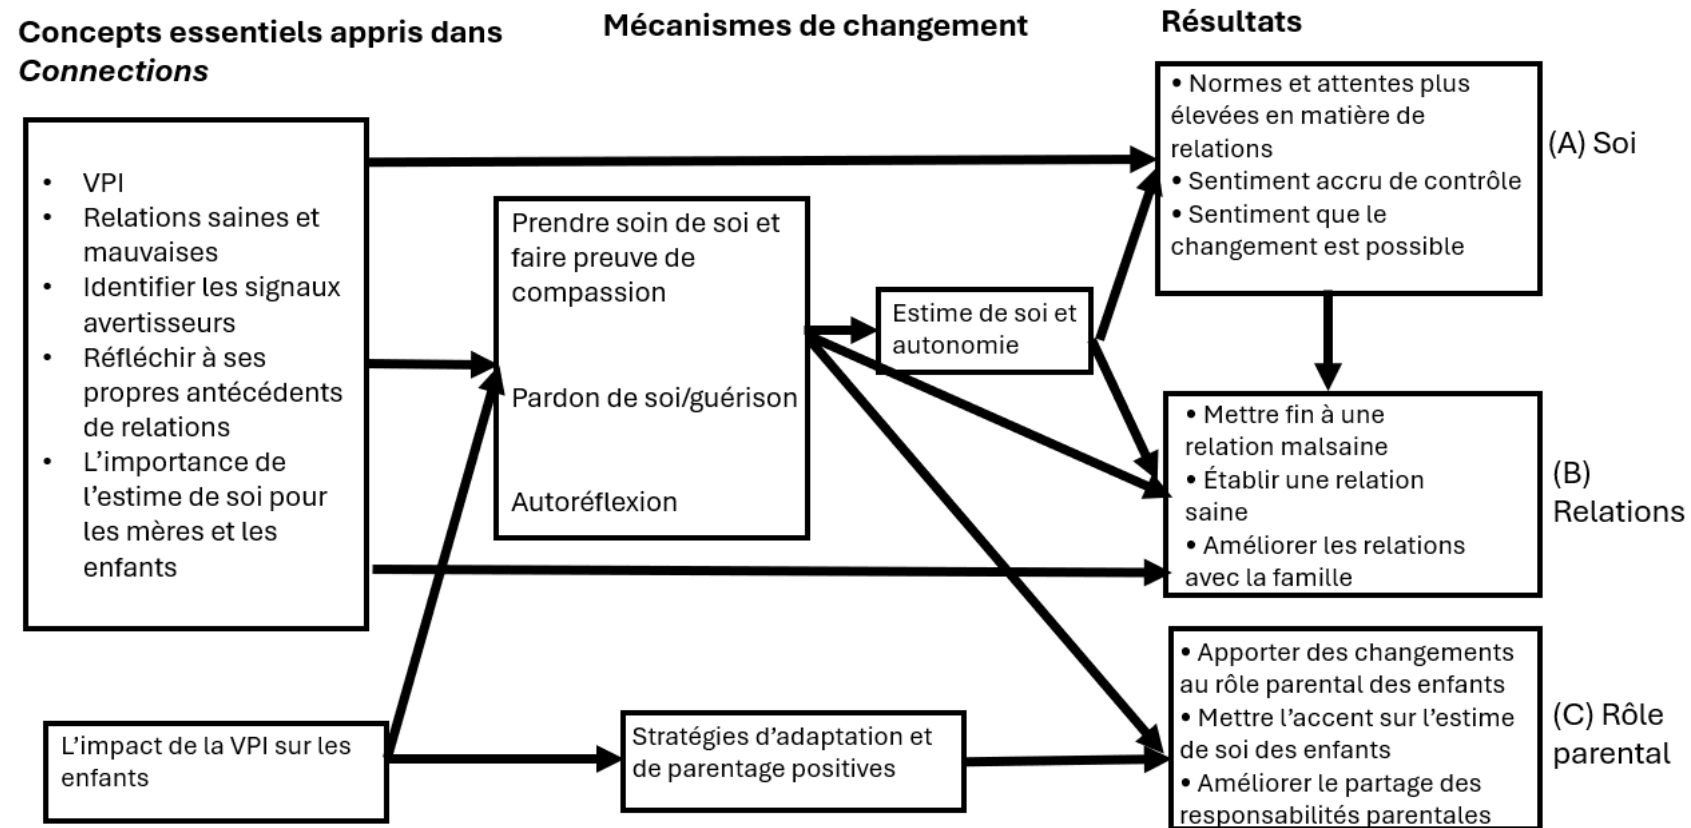 Concepts essentiels appris dans
Connections
Mécanismes de changement
Résultats
• VPI
• Relations saines et
mauvaises
• Identifier les signaux
avertisseurs
• Réfléchir à ses
propres antécédents
de relations
• L’importance de
l’estime de soi pour
les mères et les
enfants
L’impact de la VPI sur les
enfants
Prendre soin de soi et
faire preuve de
compassion
Pardon de soi/guérison
Autoréflexion
Estime de soi et
autonomie
Stratégies d’adaptation et
de parentage positives
• Normes et attentes plus
élevées en matière de
relations
• Sentiment accru de contrôle
• Sentiment que le
changement est possible
(A) Soi
• Mettre fin à une
relation malsaine
• Établir une relation
saine
• Améliorer les relations
avec la famille
(B)
Relations
• Apporter des changements
au rôle parental des enfants
• Mettre l’accent sur l’estime
de soi des enfants
• Améliorer le partage des
responsabilités parentales
(C) Rôle
parental